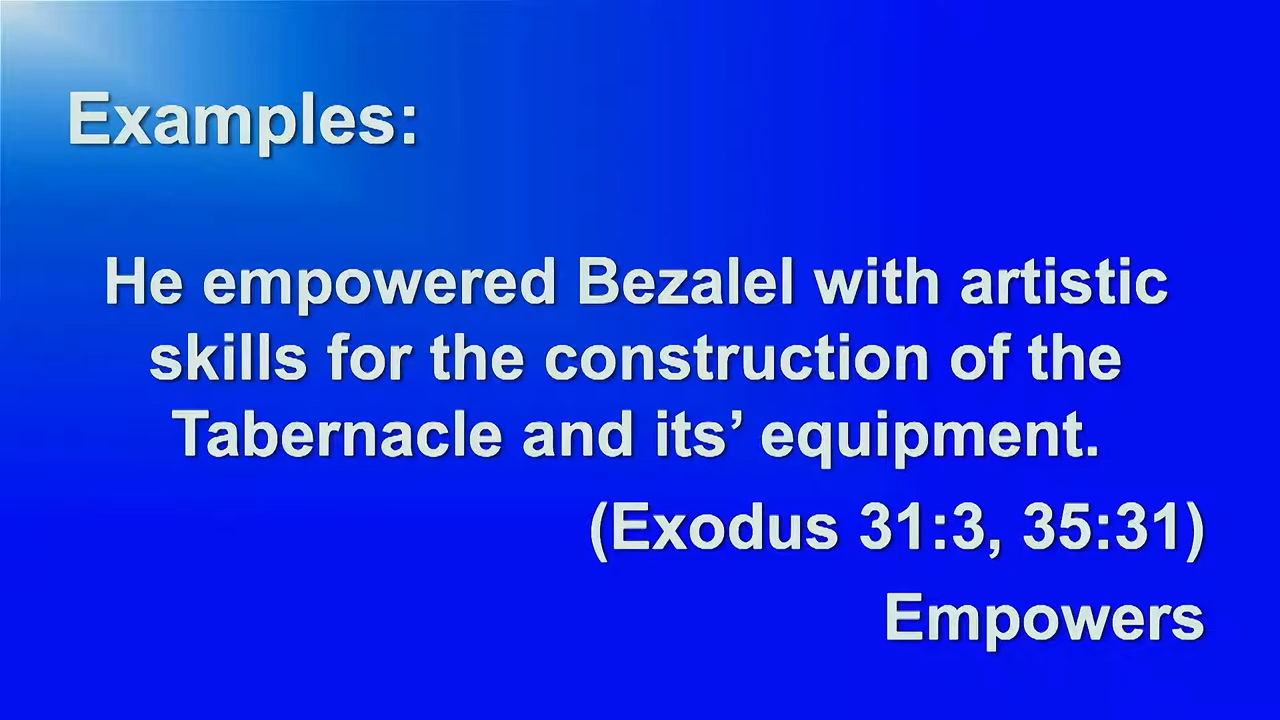 Examples:
He empowered Bezalel with artistic
skills for the construction of the
Tabernacle and its’ equipment.
(Exodus 31:3, 35:31)
Empowers